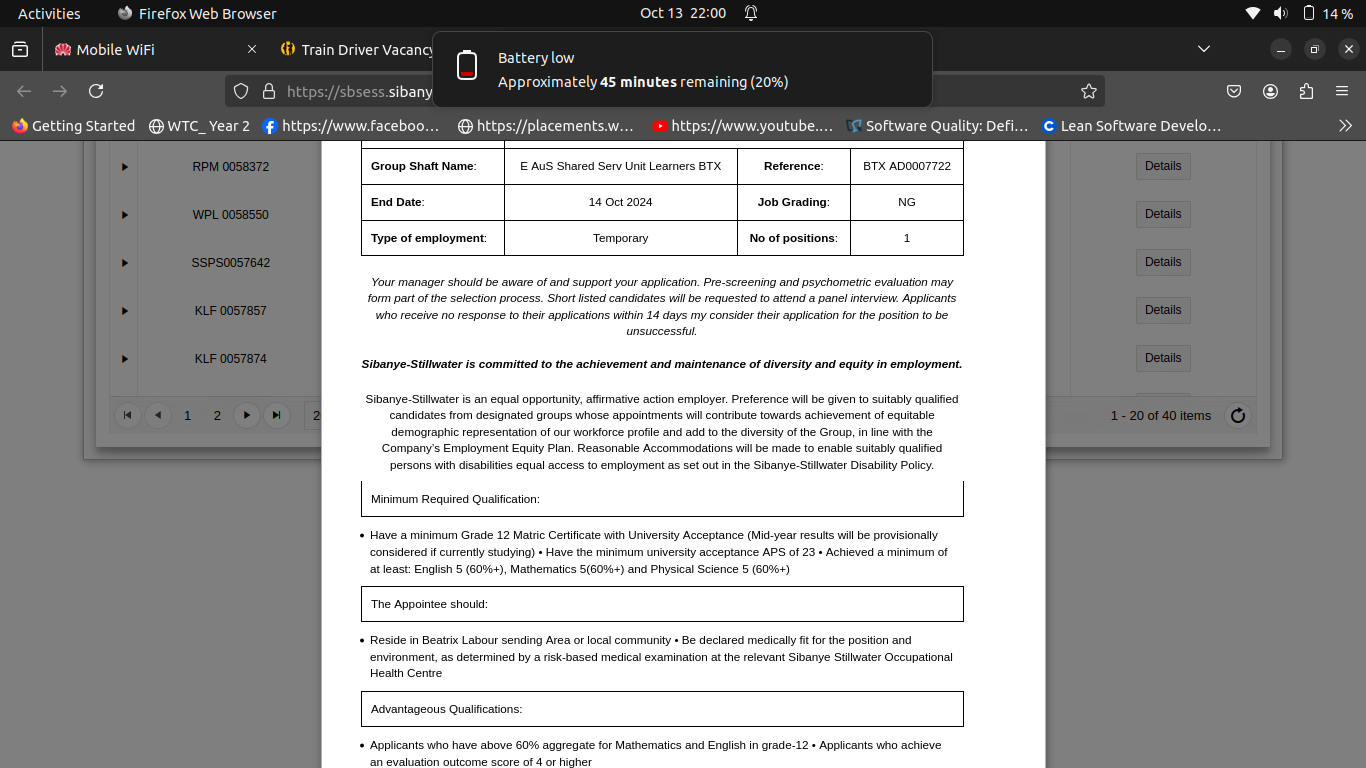 Activities Firefox Web Browser Oct 13 22:00 14 %
Mobile WiFi Train Driver Vacancy
Battery low
Approximately 45 minutes remaining (20%)
https://sbsess.sibany
Getting Started WTC_ Year 2 https://www.faceboo... https://placements.w... https://www.youtube.... Software Quality: Defi... Lean Software Develo...
RPM 0058372 Details
WPL 0058550 Details
SSPS0057642 Details
KLF 0057857 Details
KLF 0057874 Details
1 2 2 1 - 20 of 40 items
Group Shaft Name: E AuS Shared Serv Unit Learners BTX Reference: BTX AD0007722
End Date: 14 Oct 2024 Job Grading: NG
Type of employment: Temporary No of positions: 1
Your manager should be aware of and support your application. Pre-screening and psychometric evaluation may
form part of the selection process. Short listed candidates will be requested to attend a panel interview. Applicants
who receive no response to their applications within 14 days my consider their application for the position to be
unsuccessful.
Sibanye-Stillwater is committed to the achievement and maintenance of diversity and equity in employment.
Sibanye-Stillwater is an equal opportunity, affirmative action employer. Preference will be given to suitably qualified
candidates from designated groups whose appointments will contribute towards achievement of equitable
demographic representation of our workforce profile and add to the diversity of the Group, in line with the
Company's Employment Equity Plan. Reasonable Accommodations will be made to enable suitably qualified
persons with disabilities equal access to employment as set out in the Sibanye-Stillwater Disability Policy.
Minimum Required Qualification:
• Have a minimum Grade 12 Matric Certificate with University Acceptance (Mid-year results will be provisionally
considered if currently studying) • Have the minimum university acceptance APS of 23 • Achieved a minimum of
at least: English 5 (60%+), Mathematics 5(60%+) and Physical Science 5 (60%+)
The Appointee should:
• Reside in Beatrix Labour sending Area or local community • Be declared medically fit for the position and
environment, as determined by a risk-based medical examination at the relevant Sibanye Stillwater Occupational
Health Centre
Advantageous Qualifications:
• Applicants who have above 60% aggregate for Mathematics and English in grade-12 • Applicants who achieve
an evaluation outcome score of 4 or higher